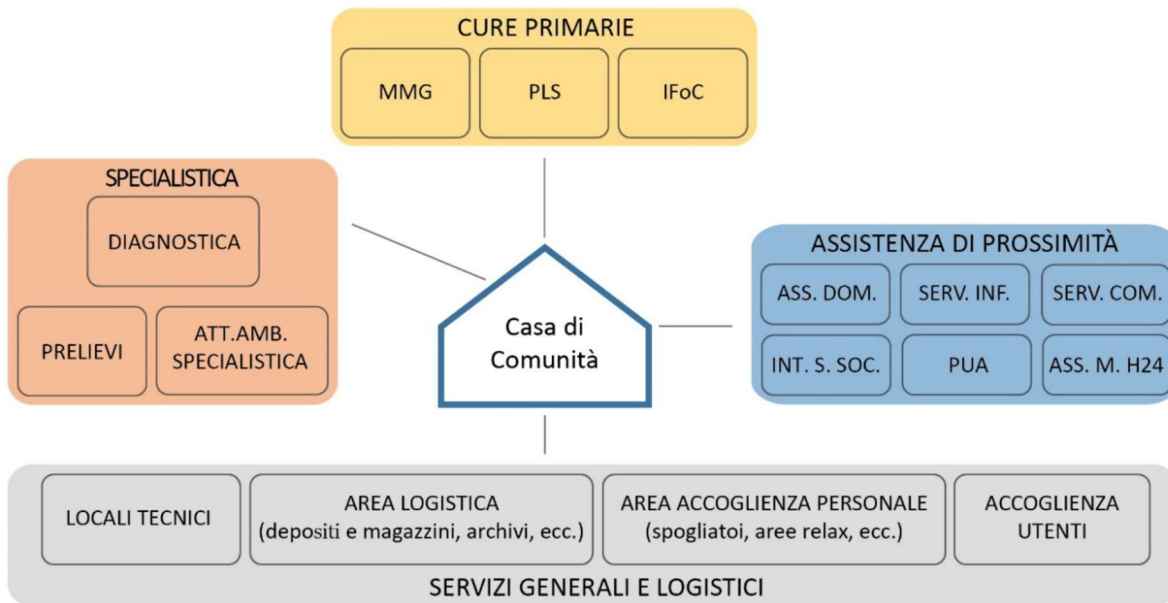 CURE PRIMARIE
MMG
PLS
IFoC
SPECIALISTICA
DIAGNOSTICA
PRELIEVI
ATT.AMB.
SPECIALISTICA
ASSISTENZA DI PROSSIMITÀ
ASS. DOM.
SERV. INF.
SERV. COM.
INT. S. SOC.
PUA
ASS. M. H24
Casa di
Comunità
LOCALI TECNICI
AREA LOGISTICA
(depositi e magazzini, archivi, ecc.)
AREA ACCOGLIENZA PERSONALE
(spogliatoi, aree relax, ecc.)
ACCOGLIENZA
UTENTI
SERVIZI GENERALI E LOGISTICI